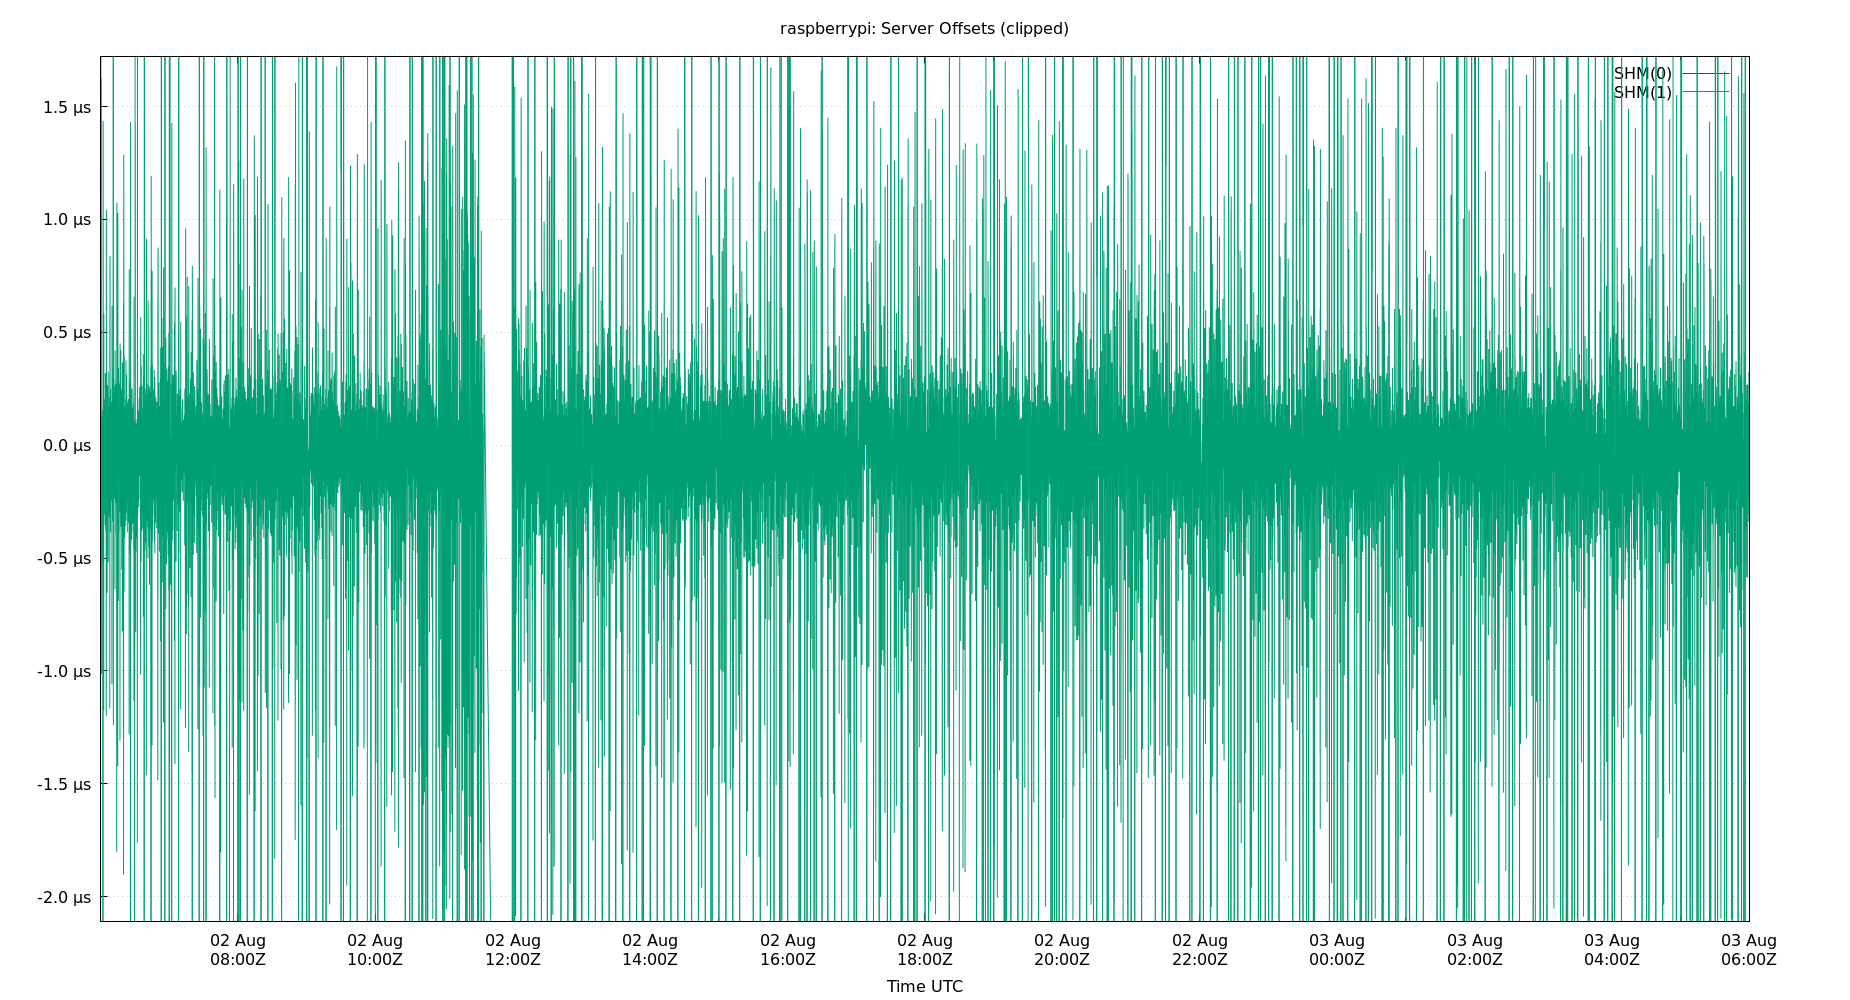 raspberrypi: Server Offsets (clipped)
SHM(0)
SHM(1)
1.5 µs
1.0 µs
0.5 µs
0.0 µs
-0.5 µs
-1.0 µs
-1.5 µs
-2.0 µs
02 Aug 02 Aug 02 Aug 02 Aug 02 Aug 02 Aug 02 Aug 02 Aug 03 Aug 03 Aug 03 Aug 03 Aug
08:00Z 10:00Z 12:00Z 14:00Z 16:00Z 18:00Z 20:00Z 22:00Z 00:00Z 02:00Z 04:00Z 06:00Z
Time UTC